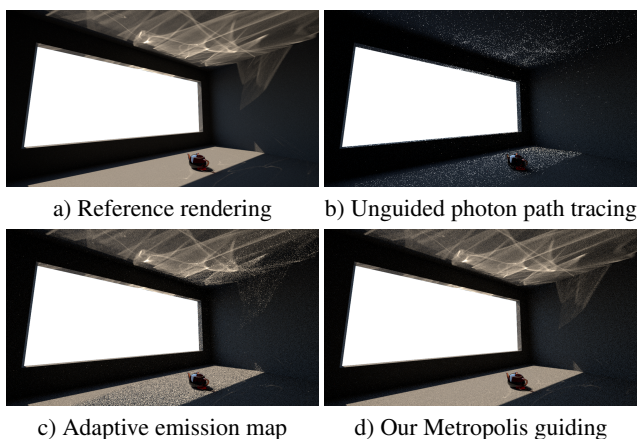 a) Reference rendering
b) Unguided photon path tracing
c) Adaptive emission map
d) Our Metropolis guiding